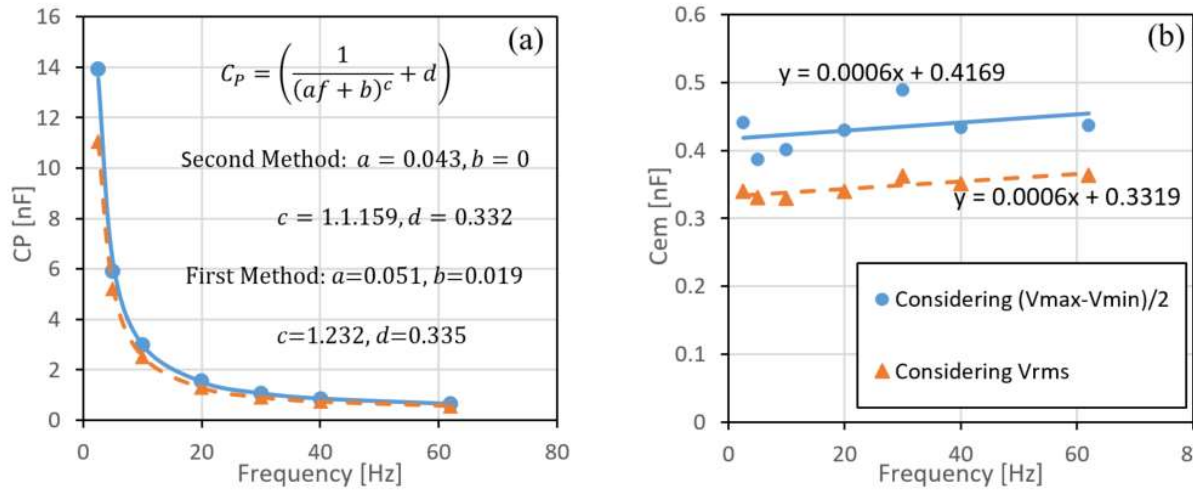 (a)
C_P = (1/(af + b)^c + d)
Second Method: a = 0.043, b = 0
c = 1.1.159, d = 0.332
First Method: a=0.051, b=0.019
c=1.232, d=0.335
CP [nF]
16
14
12
10
8
6
4
2
0
0 20 40 60 80
Frequency [Hz]
(b)
y = 0.0006x + 0.4169
y = 0.0006x + 0.3319
Considering (Vmax-Vmin)/2
Considering Vrms
Cem [nF]
0.6
0.5
0.4
0.3
0.2
0.1
0
0 20 40 60 8
Frequency [Hz]